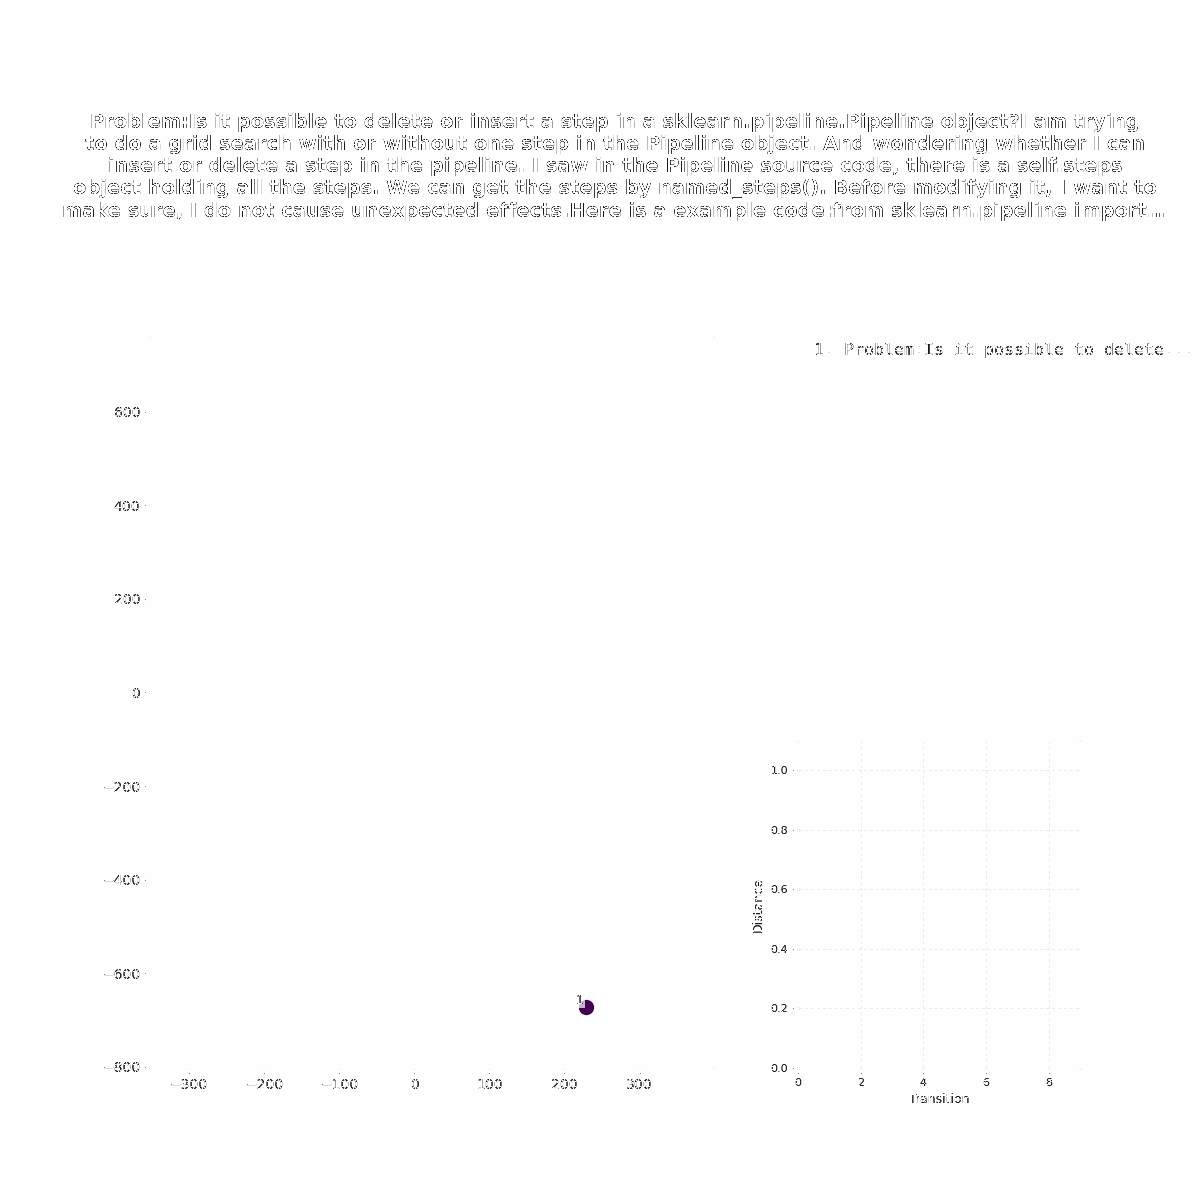 Problem:Is it possible to delete or insert a step in a sklearn.pipeline.Pipeline object?I am trying
to do a grid search with or without one step in the Pipeline object. And wondering whether I can
insert or delete a step in the pipeline. I saw in the Pipeline source code, there is a self.steps
object holding all the steps. We can get the steps by named_steps(). Before modifying it, I want to
make sure, I do not cause unexpected effects.Here is a example code:from sklearn.pipeline import...
1. Problem:Is it possible to delete...
600
400
200
0
−200
−400
−600
−800
−300 −200 −100 0 100 200 300
1
1.0
0.8
0.6
0.4
0.2
0.0
Distance
0 2 4 6 8
Transition